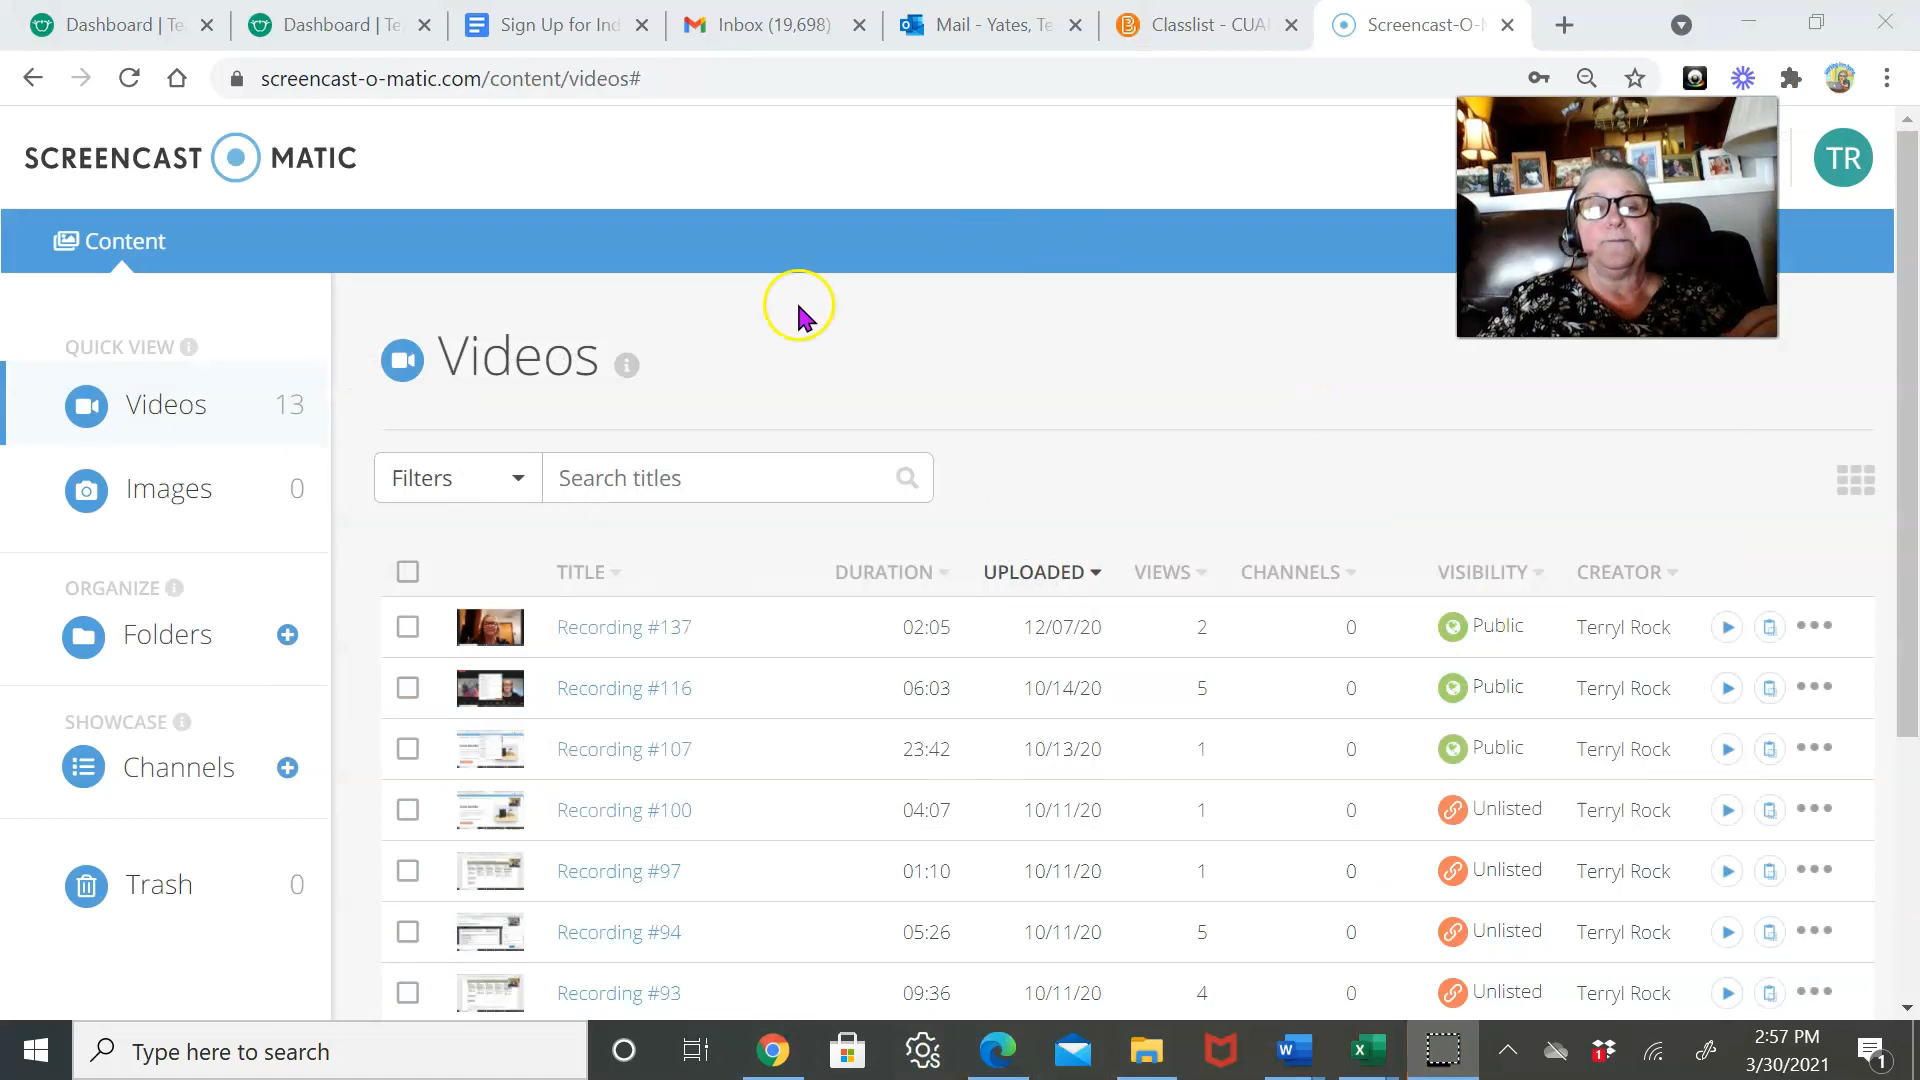 Dashboard | Te
Dashboard | Te
Sign Up for Ind
Inbox (19,698)
Mail - Yates, Te
Classlist - CUA
Screencast-O-M
screencast-o-matic.com/content/videos#
SCREENCAST MATIC
TR
Content
QUICK VIEW
Videos 13
Images 0
ORGANIZE
Folders
SHOWCASE
Channels
Trash 0
Videos
Filters
Search titles
TITLE DURATION UPLOADED VIEWS CHANNELS VISIBILITY CREATOR
Recording #137 02:05 12/07/20 2 0 Public Terryl Rock
Recording #116 06:03 10/14/20 5 0 Public Terryl Rock
Recording #107 23:42 10/13/20 1 0 Public Terryl Rock
Recording #100 04:07 10/11/20 1 0 Unlisted Terryl Rock
Recording #97 01:10 10/11/20 1 0 Unlisted Terryl Rock
Recording #94 05:26 10/11/20 5 0 Unlisted Terryl Rock
Recording #93 09:36 10/11/20 4 0 Unlisted Terryl Rock
Type here to search
2:57 PM
3/30/2021
1